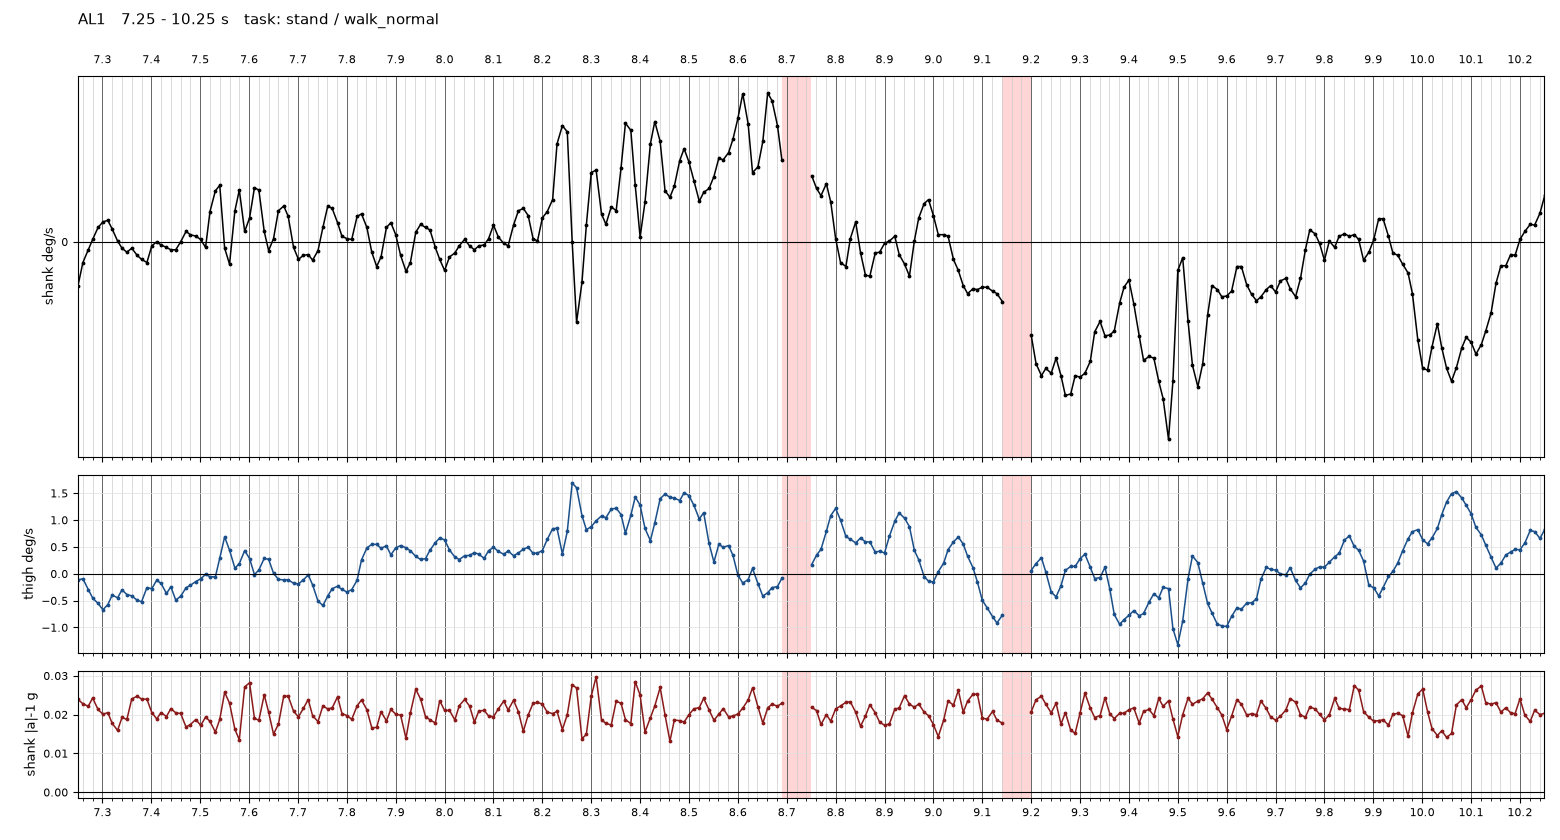 AL1   7.25 - 10.25 s   task: stand / walk_normal
7.3 7.4 7.5 7.6 7.7 7.8 7.9 8.0 8.1 8.2 8.3 8.4 8.5 8.6 8.7 8.8 8.9 9.0 9.1 9.2 9.3 9.4 9.5 9.6 9.7 9.8 9.9 10.0 10.1 10.2
shank deg/s
0
thigh deg/s
1.5
1.0
0.5
0.0
−0.5
−1.0
shank |a|-1 g
0.03
0.02
0.01
0.00
7.3 7.4 7.5 7.6 7.7 7.8 7.9 8.0 8.1 8.2 8.3 8.4 8.5 8.6 8.7 8.8 8.9 9.0 9.1 9.2 9.3 9.4 9.5 9.6 9.7 9.8 9.9 10.0 10.1 10.2